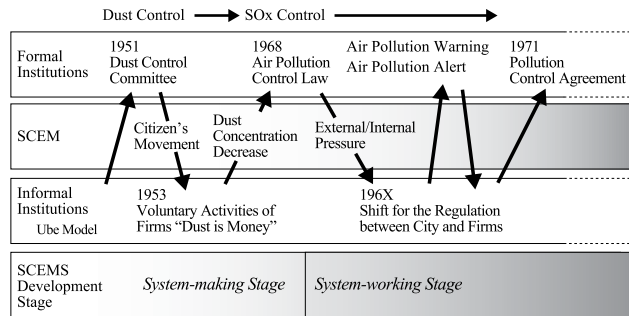 Dust Control
SOx Control
Formal
Institutions
1951
Dust Control
Committee
1968
Air Pollution
Control Law
Air Pollution Warning
Air Pollution Alert
1971
Pollution
Control Agreement
SCEM
Citizen's
Movement
Dust
Concentration
Decrease
External/Internal
Pressure
Informal
Institutions
Ube Model
1953
Voluntary Activities of
Firms “Dust is Money”
196X
Shift for the Regulation
between City and Firms
SCEMS
Development
Stage
System-making Stage
System-working Stage